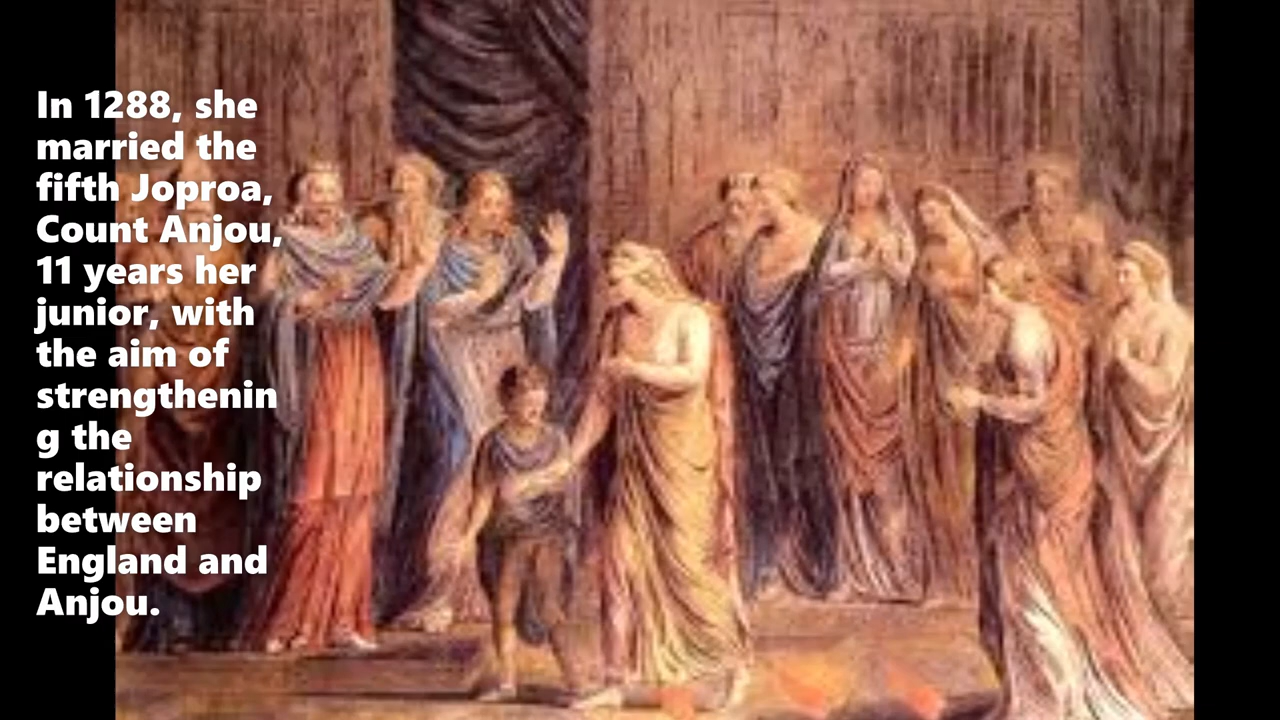 In 1288, she
married the
fifth Joproa,
Count Anjou,
11 years her
junior, with
the aim of
strengthenin
g the
relationship
between
England and
Anjou.